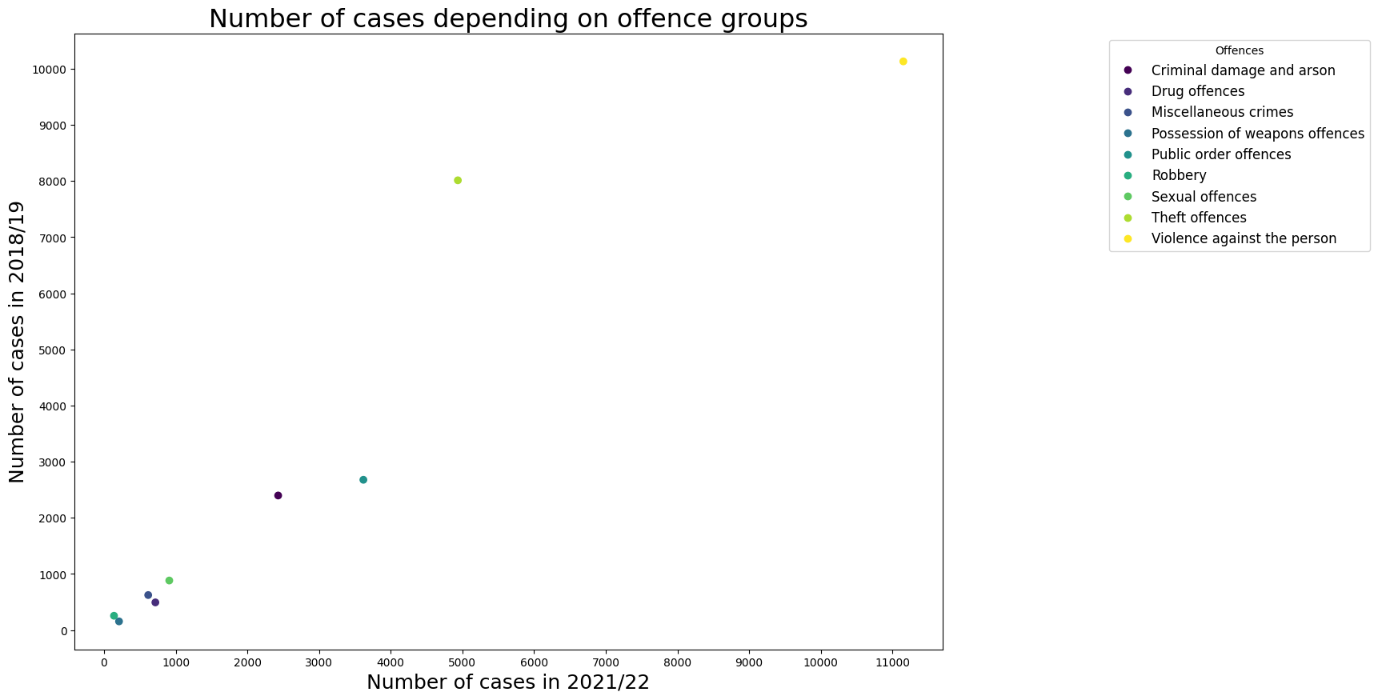 Number of cases depending on offence groups
Number of cases in 2018/19
10000
9000
8000
7000
6000
5000
4000
3000
2000
1000
0
0 1000 2000 3000 4000 5000 6000 7000 8000 9000 10000 11000
Number of cases in 2021/22
Offences
Criminal damage and arson
Drug offences
Miscellaneous crimes
Possession of weapons offences
Public order offences
Robbery
Sexual offences
Theft offences
Violence against the person